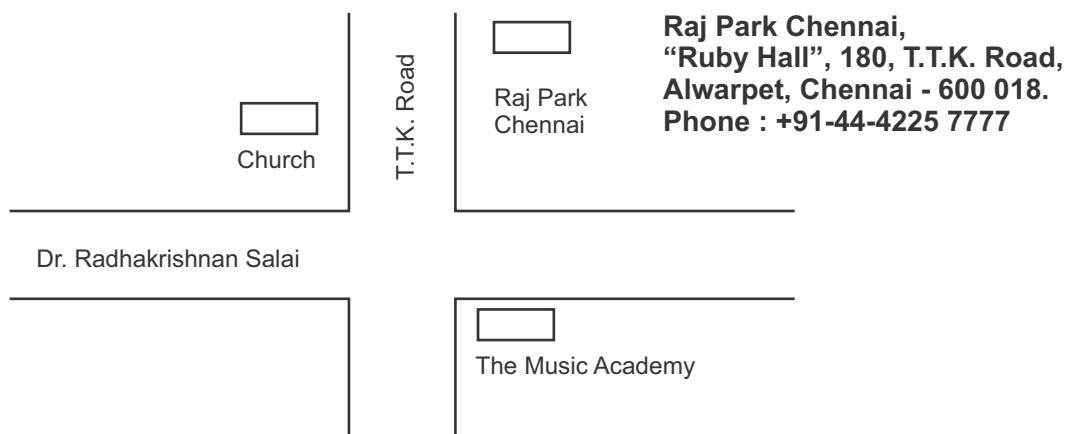 Raj Park Chennai,
“Ruby Hall”, 180, T.T.K. Road,
Alwarpet, Chennai - 600 018.
Phone : +91-44-4225 7777
T.T.K. Road
Raj Park
Chennai
Church
Dr. Radhakrishnan Salai
The Music Academy